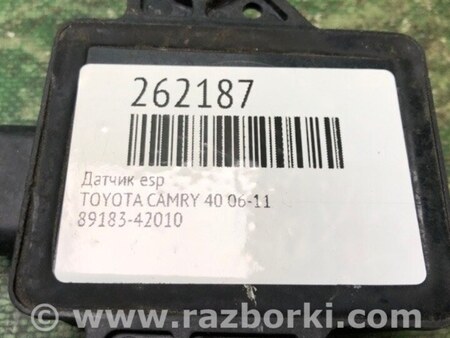 262187
Датчик esp
TOYOTA CAMRY 40 06-11
89183-42010
www.razborki.com